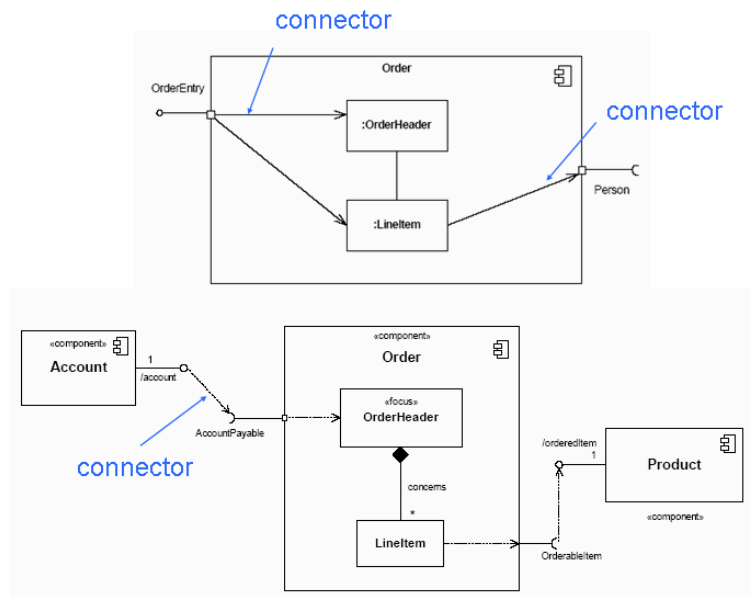 connector
Order
OrderEntry
connector
:OrderHeader
Person
:LineItem
«component»
Account
1
/account
«component»
Order
«focus»
OrderHeader
AccountPayable
connector
concerns
*
LineItem
/orderedItem
1
Product
«component»
OrderableItem